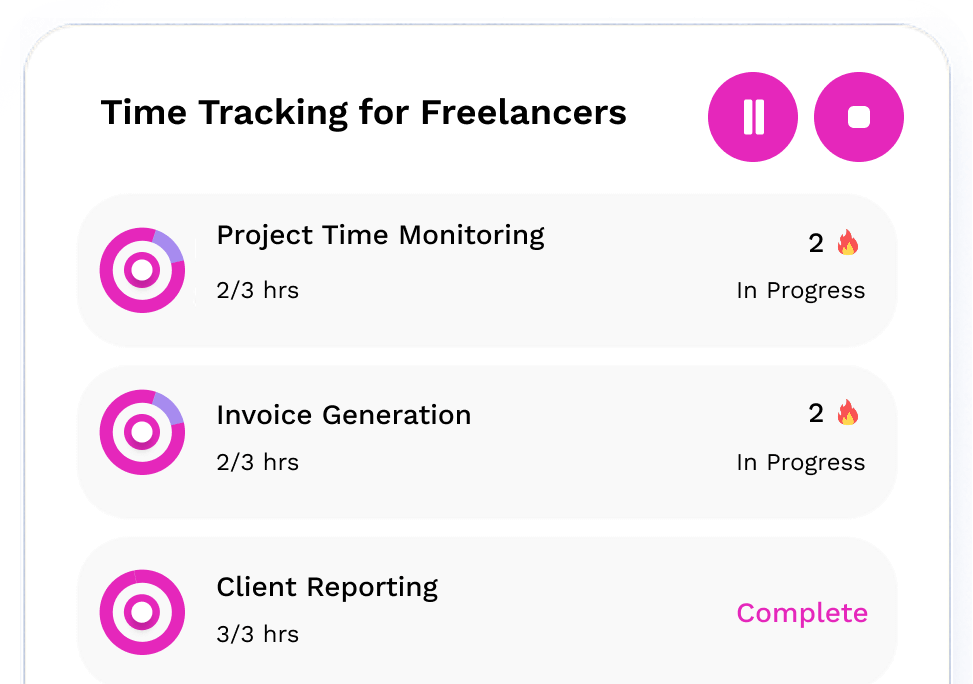 Time Tracking for Freelancers
Project Time Monitoring
2 🔥
2/3 hrs
In Progress
Invoice Generation
2 🔥
2/3 hrs
In Progress
Client Reporting
3/3 hrs
Complete